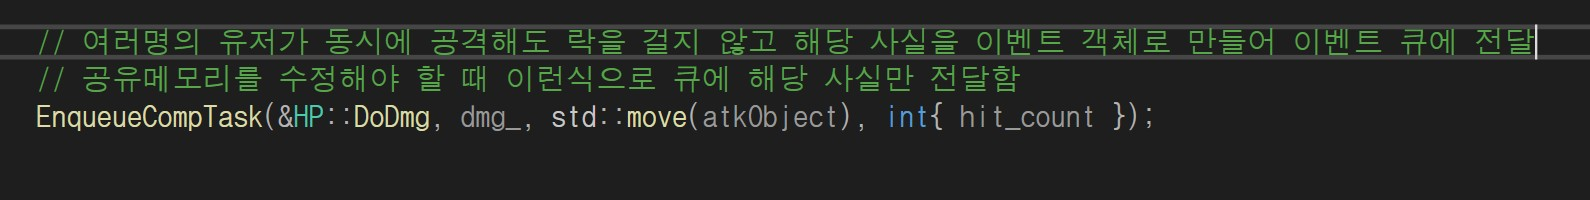 // 여러명의 유저가 동시에 공격해도 락을 걸지 않고 해당 사실을 이벤트 객체로 만들어 이벤트 큐에 전달
// 공유메모리를 수정해야 할 때 이런식으로 큐에 해당 사실만 전달함
EnqueueCompTask(&HP::DoDmg, dmg_, std::move(atkObject), int{ hit_count });